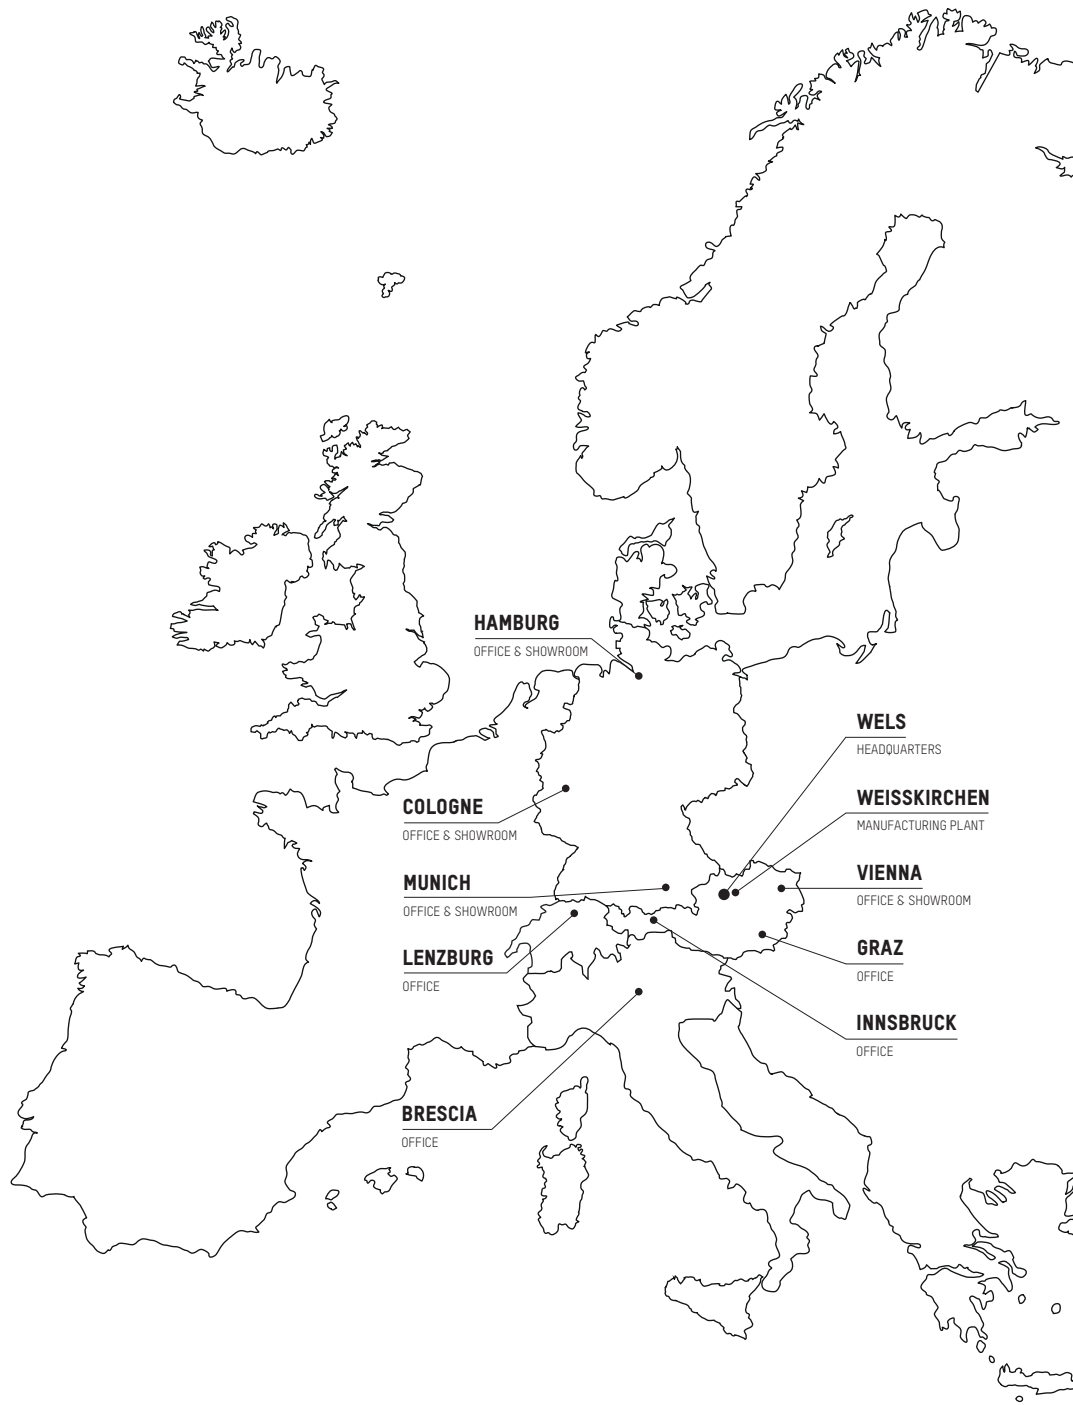 HAMBURG
OFFICE & SHOWROOM
WELS
HEADQUARTERS
COLOGNE
OFFICE & SHOWROOM
WEISSKIRCHEN
MANUFACTURING PLANT
MUNICH
OFFICE & SHOWROOM
VIENNA
OFFICE & SHOWROOM
LENZBURG
OFFICE
GRAZ
OFFICE
INNSBRUCK
OFFICE
BRESCIA
OFFICE